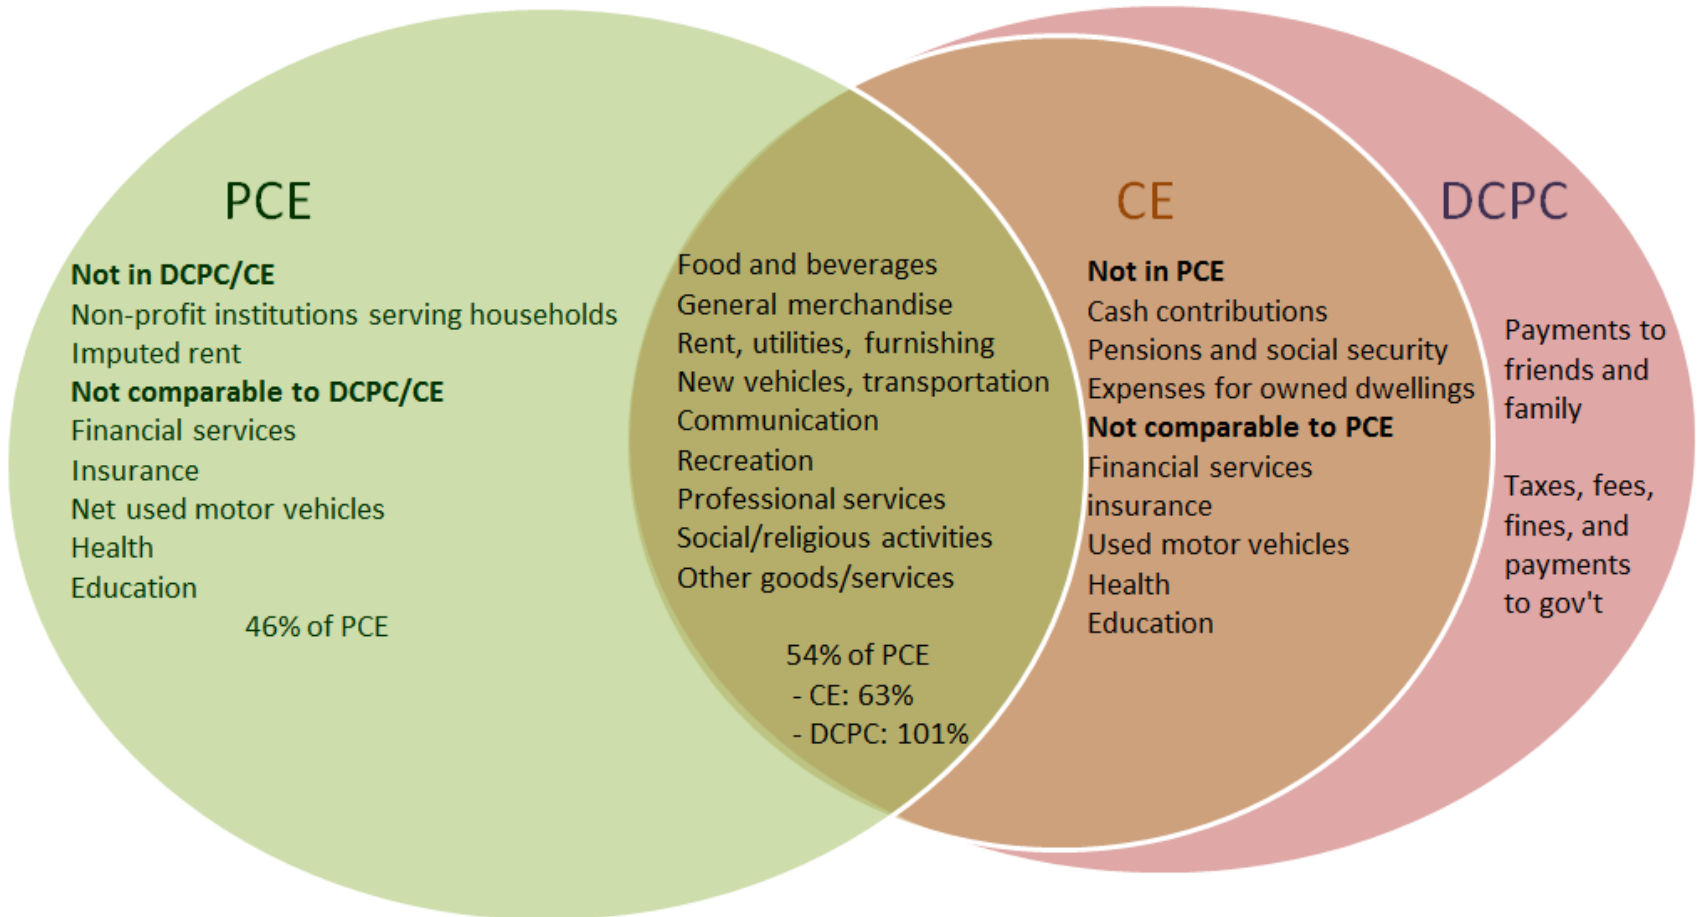 PCE
Not in DCPC/CE
Non-profit institutions serving households
Imputed rent
Not comparable to DCPC/CE
Financial services
Insurance
Net used motor vehicles
Health
Education
46% of PCE
Food and beverages
General merchandise
Rent, utilities, furnishing
New vehicles, transportation
Communication
Recreation
Professional services
Social/religious activities
Other goods/services
54% of PCE
- CE: 63%
- DCPC: 101%
CE
Not in PCE
Cash contributions
Pensions and social security
Expenses for owned dwellings
Not comparable to PCE
Financial services
insurance
Used motor vehicles
Health
Education
DCPC
Payments to
friends and
family
Taxes, fees,
fines, and
payments
to gov't